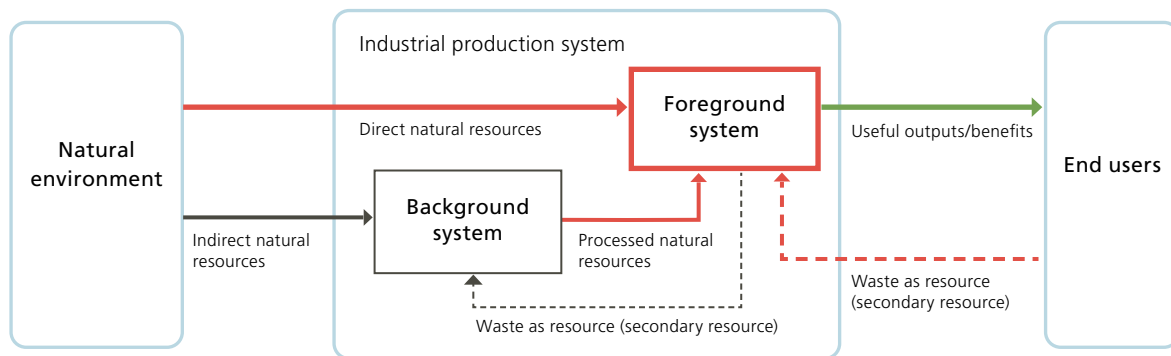 Industrial production system
Natural
environment
Direct natural resources
Foreground
system
Useful outputs/benefits
End users
Indirect natural
resources
Background
system
Processed natural
resources
Waste as resource (secondary resource)
Waste as resource
(secondary resource)